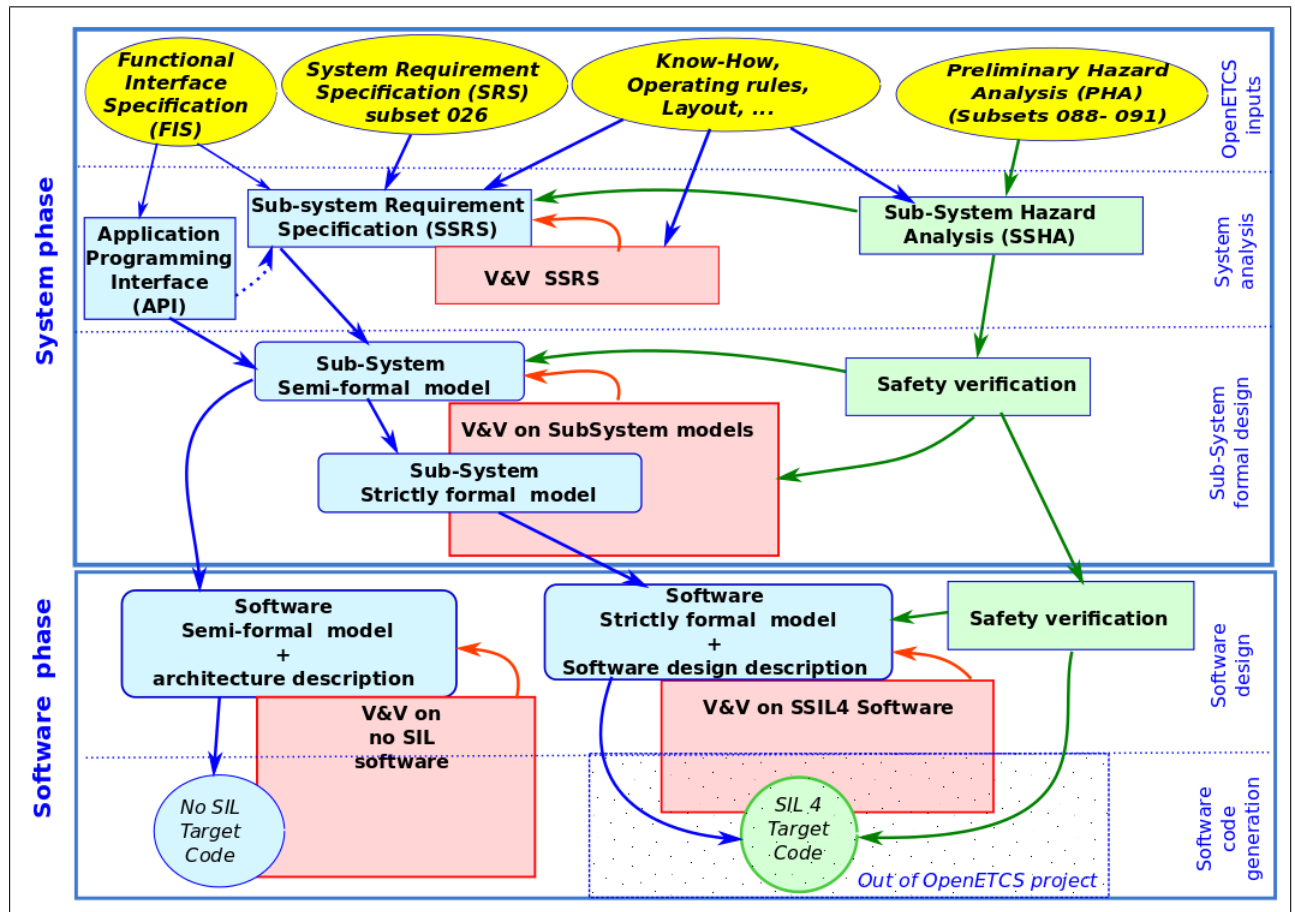 Functional
Interface
Specification
(FIS)
System Requirement
Specification (SRS)
subset 026
Know-How,
Operating rules,
Layout, ...
Preliminary Hazard
Analysis (PHA)
(Subsets 088- 091)
OpenETCS
inputs
System phase
Sub-system Requirement
Specification (SSRS)
Sub-System Hazard
Analysis (SSHA)
Application
Programming
Interface
(API)
V&V SSRS
System
analysis
Sub-System
Semi-formal model
Safety verification
V&V on SubSystem models
Sub-System
Strictly formal model
Sub-System
formal design
Software phase
Software
Semi-formal model
+
architecture description
Software
Strictly formal model
+
Software design description
Safety verification
Software
design
V&V on
no SIL
software
V&V on SSIL4 Software
No SIL
Target
Code
SIL 4
Target
Code
Out of OpenETCS project
Software
code
generation